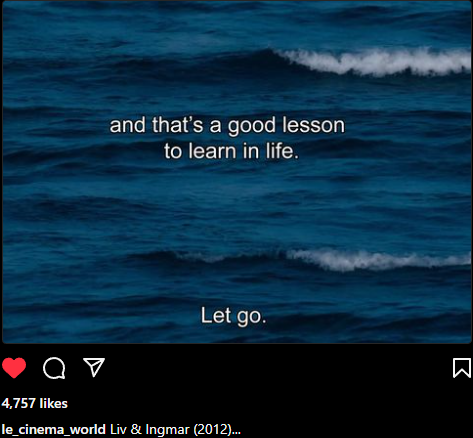 and that's a good lesson
to learn in life.
Let go.
4,757 likes
le_cinema_world Liv & Ingmar (2012)...